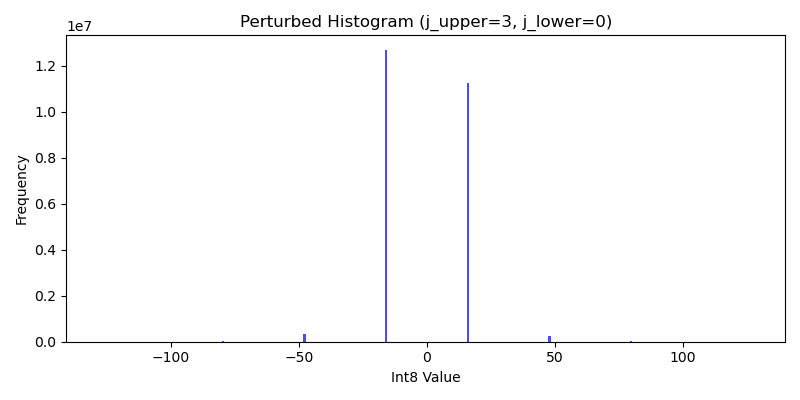 Perturbed Histogram (j_upper=3, j_lower=0)
1e7
1.2
1.0
0.8
0.6
0.4
0.2
0.0
Frequency
−100 −50 0 50 100
Int8 Value